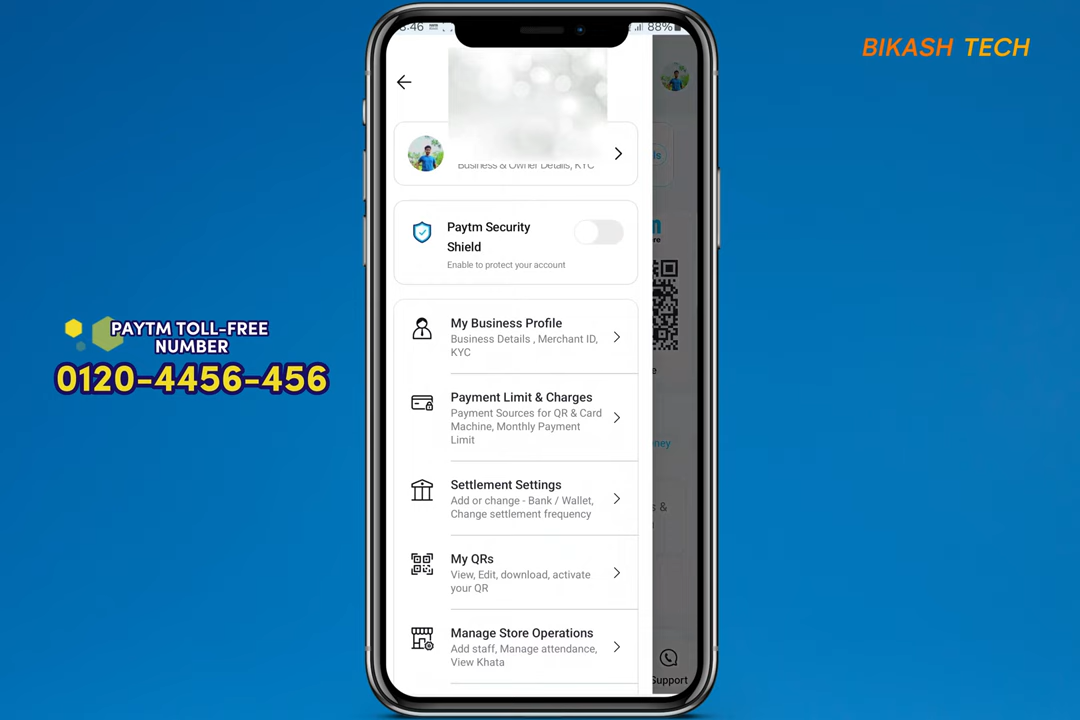 BIKASH TECH
88%
Business & Owner Details, KYC
Paytm Security
Shield
Enable to protect your account
My Business Profile
Business Details , Merchant ID,
KYC
Payment Limit & Charges
Payment Sources for QR & Card
Machine, Monthly Payment
Limit
Settlement Settings
Add or change - Bank / Wallet,
Change settlement frequency
My QRs
View, Edit, download, activate
your QR
Manage Store Operations
Add staff, Manage attendance,
View Khata
Support
PAYTM TOLL-FREE
NUMBER
0120-4456-456